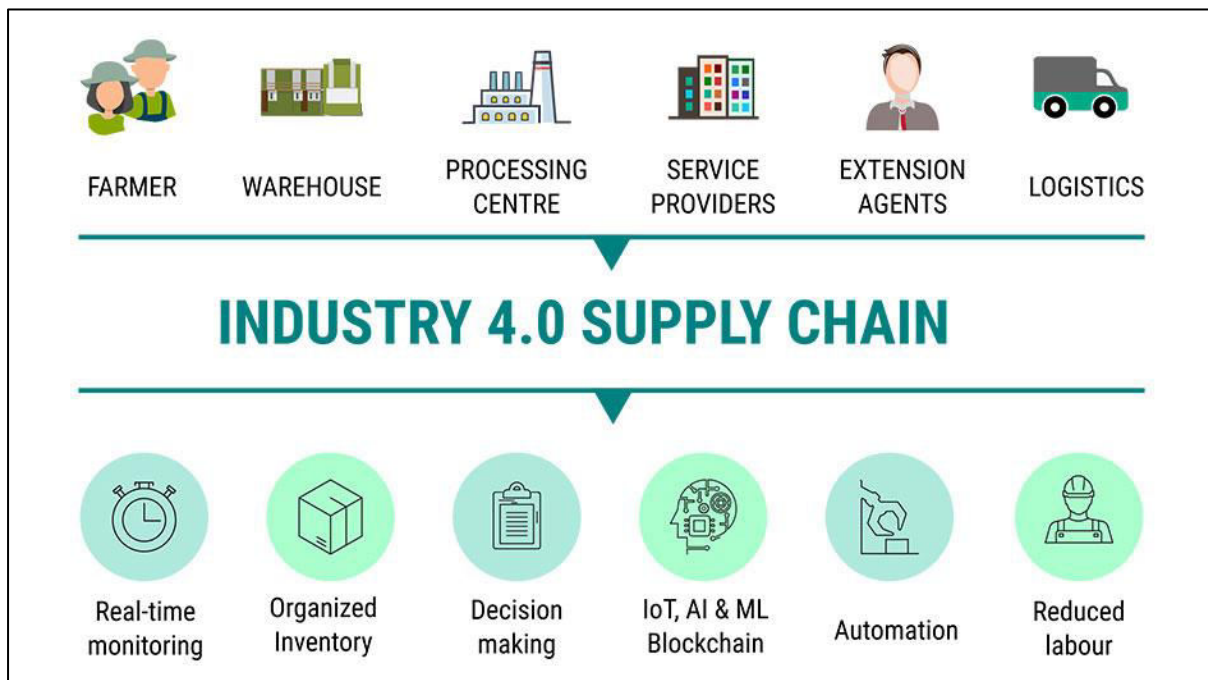 FARMER
WAREHOUSE
PROCESSING
CENTRE
SERVICE
PROVIDERS
EXTENSION
AGENTS
LOGISTICS
INDUSTRY 4.0 SUPPLY CHAIN
Real-time
monitoring
Organized
Inventory
Decision
making
IoT, AI & ML
Blockchain
Automation
Reduced
labour